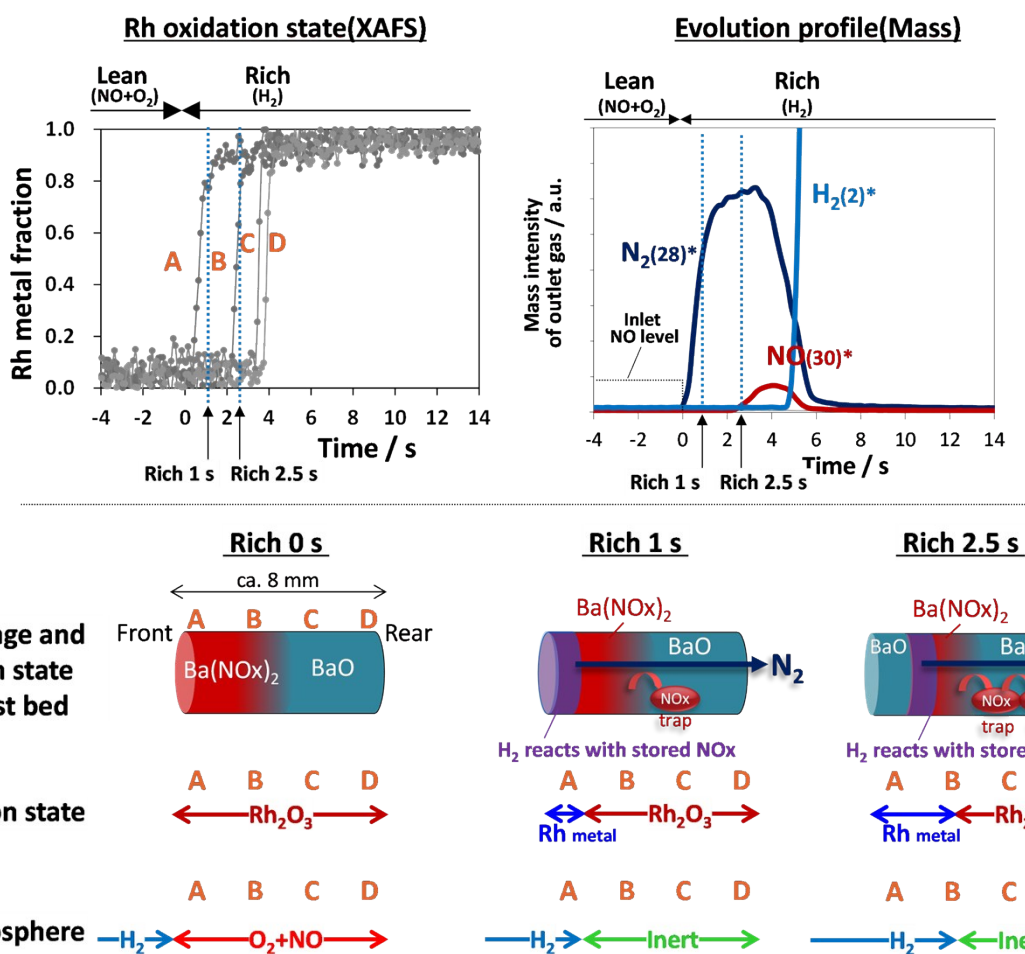 Rh oxidation state(XAFS)
Lean
(NO+O₂)
Rich
(H₂)
Rh metal fraction
1.0
0.8
0.6
0.4
0.2
0.0
A
B
C
D
-4 -2 0 2 4 6 8 10 12 14
Time / s
Rich 1 s
Rich 2.5 s
Evolution profile(Mass)
Lean
(NO+O₂)
Rich
(H₂)
Mass intensity
of outlet gas / a.u.
H₂(2)*
N₂(28)*
Inlet
NO level
NO(30)*
-4 -2 0 2 4 6 8 10 12 14
Time / s
Rich 1 s
Rich 2.5 s
Rich 0 s
Rich 1 s
Rich 2.5 s
ca. 8 mm
A B C D
Front
Rear
Ba(NOx)₂
BaO
Ba(NOx)₂
BaO
N₂
NOx
trap
H₂ reacts with stored NOx
Ba(NOx)₂
BaO
Ba
NOx
trap
H₂ reacts with stored
age and
n state
st bed
A B C D
A B C D
A B C
on state
Rh₂O₃
Rh₂O₃
Rh metal
Rh metal
Rh₂
A B C D
A B C D
A B C
osphere
H₂
O₂+NO
H₂
Inert
H₂
Ine